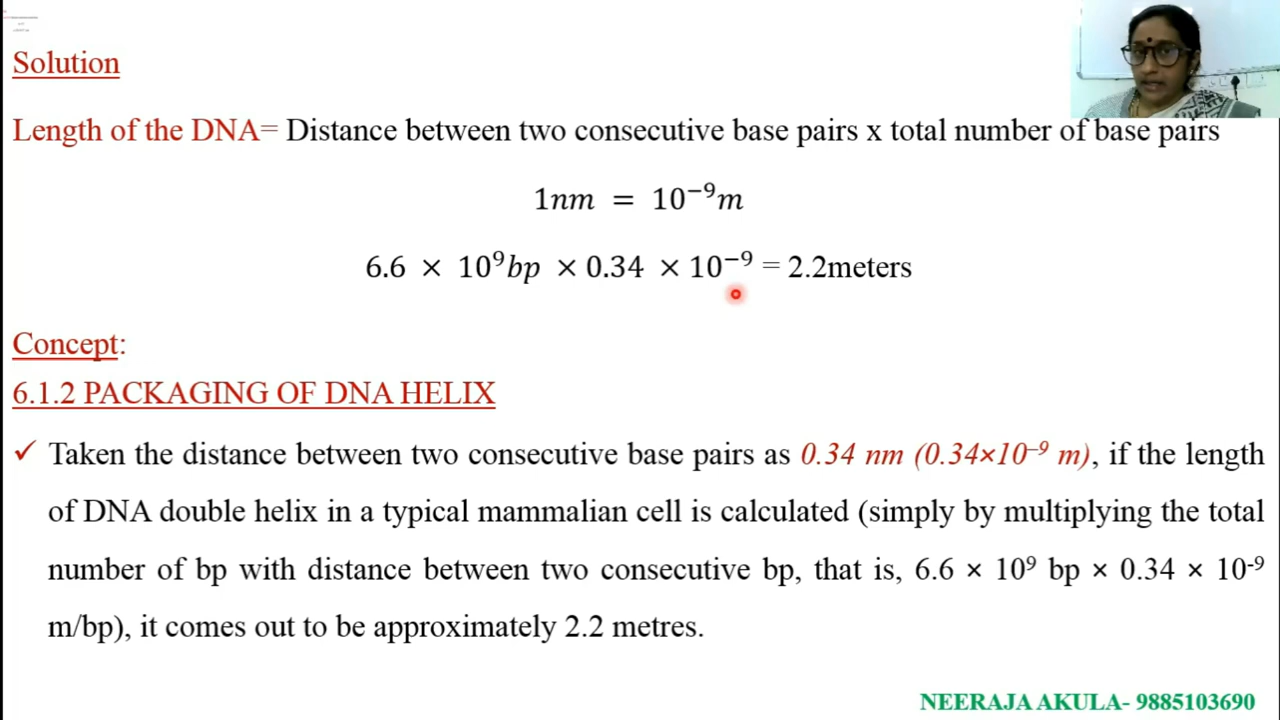 Solution
Length of the DNA= Distance between two consecutive base pairs x total number of base pairs
1nm = 10⁻⁹m
6.6 × 10⁹bp × 0.34 × 10⁻⁹ = 2.2meters
Concept:
6.1.2 PACKAGING OF DNA HELIX
✓ Taken the distance between two consecutive base pairs as 0.34 nm (0.34×10⁻⁹ m), if the length
of DNA double helix in a typical mammalian cell is calculated (simply by multiplying the total
number of bp with distance between two consecutive bp, that is, 6.6 × 10⁹ bp × 0.34 × 10⁻⁹
m/bp), it comes out to be approximately 2.2 metres.
NEERAJA AKULA- 9885103690